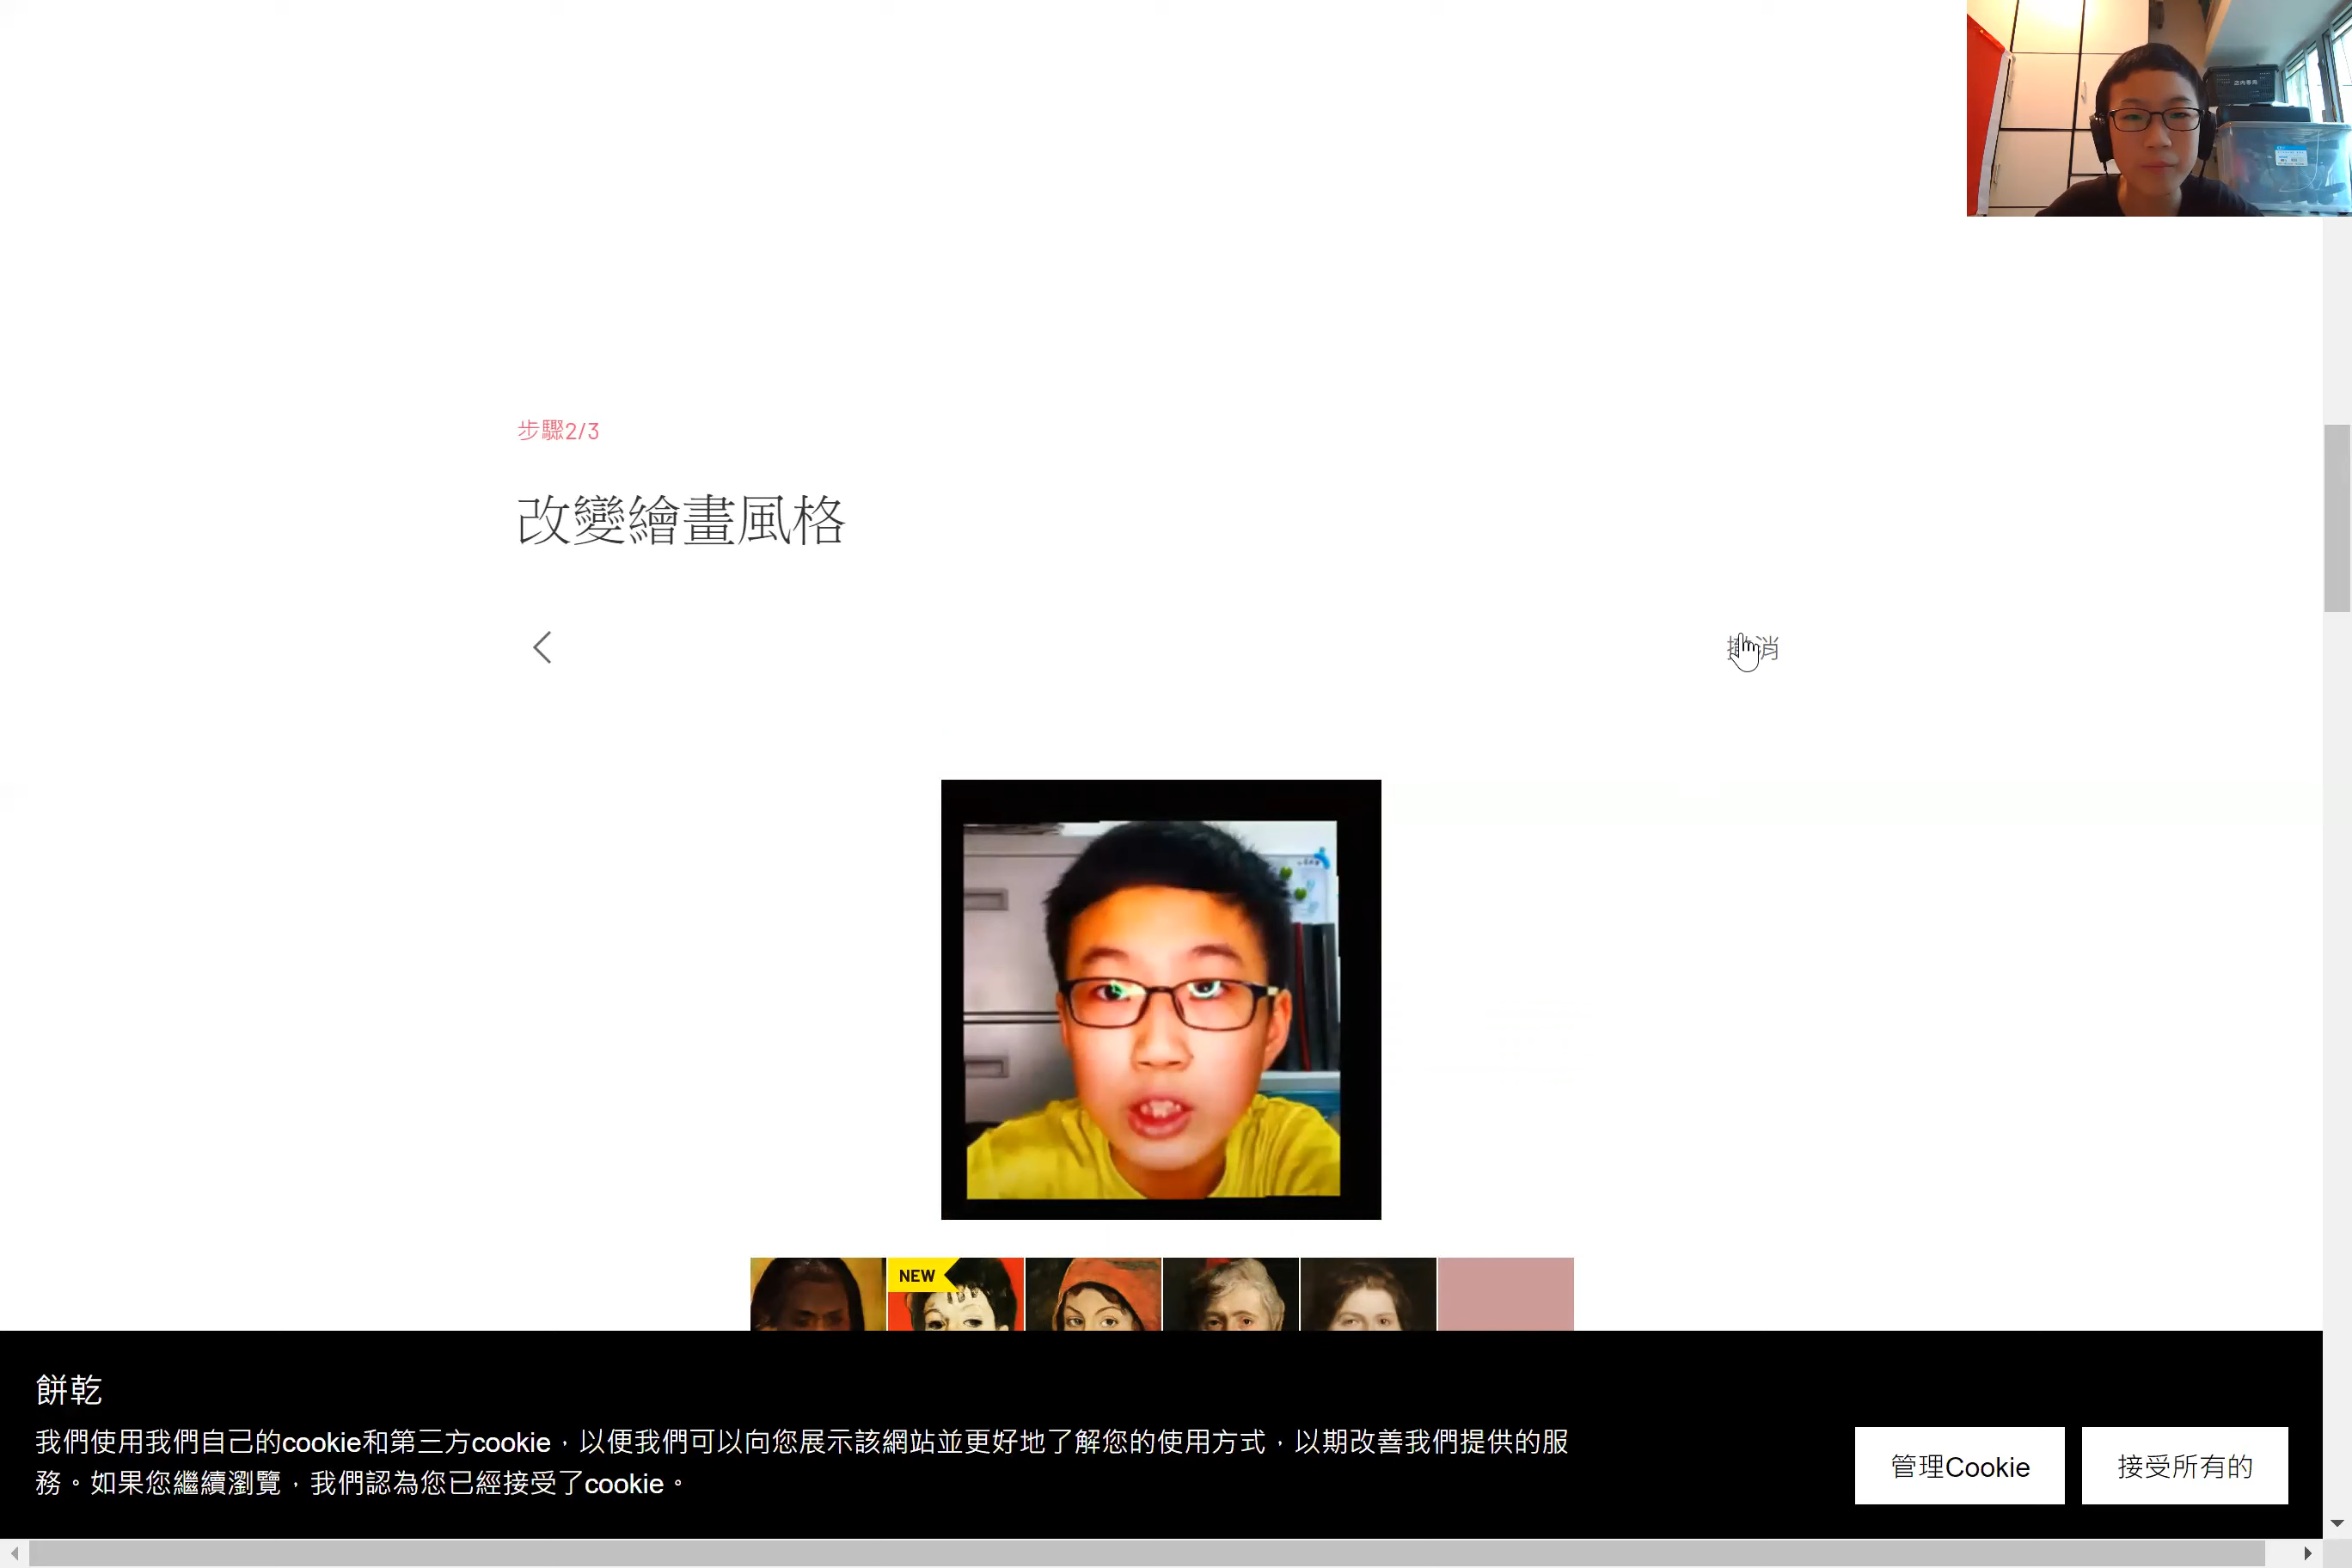 步驟2/3
改變繪畫風格
消
NEW
餅乾
我們使用我們自己的cookie和第三方cookie，以便我們可以向您展示該網站並更好地了解您的使用方式，以期改善我們提供的服
務。如果您繼續瀏覽，我們認為您已經接受了cookie。
管理Cookie
接受所有的